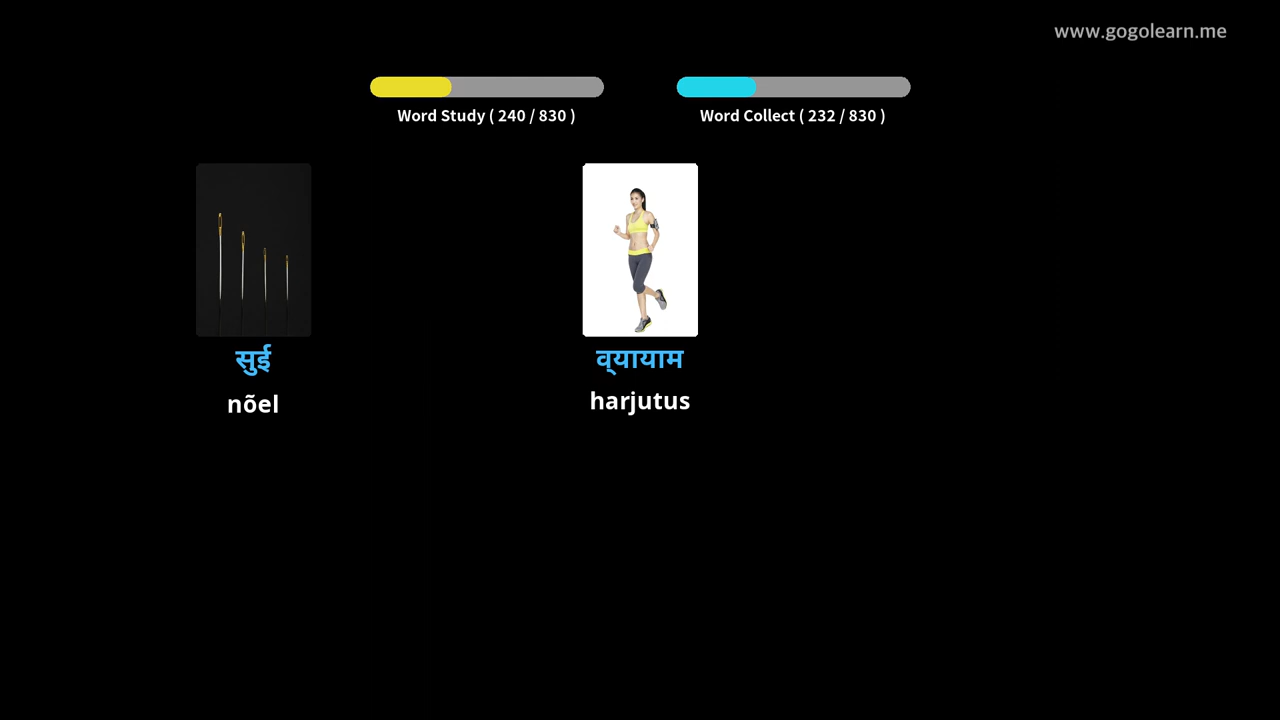 www.gogolearn.me
Word Study ( 240 / 830 )
Word Collect ( 232 / 830 )
सुई
nõel
व्यायाम
harjutus